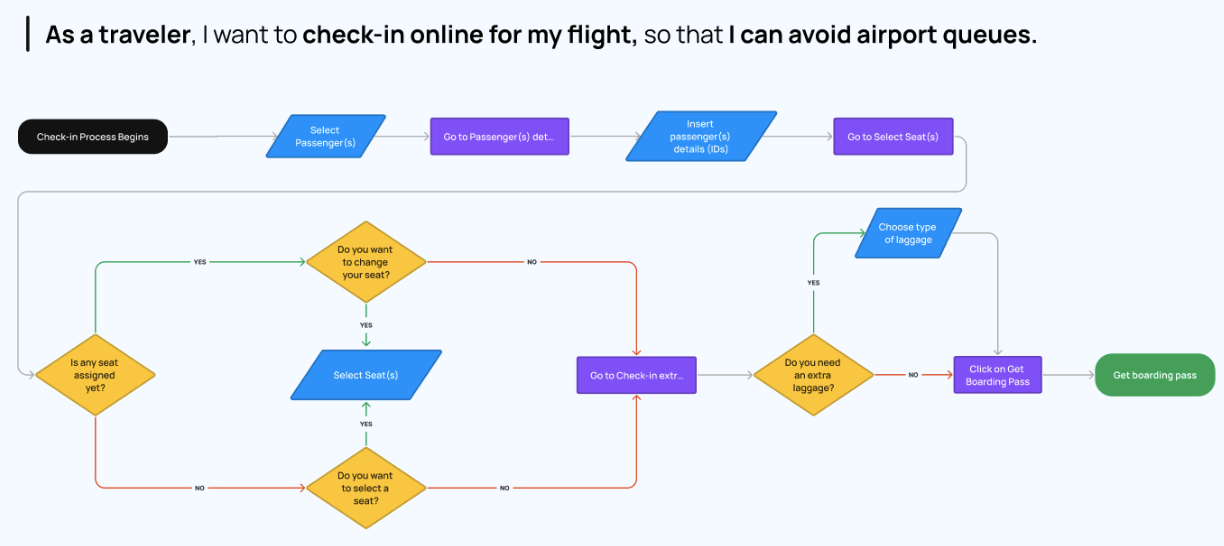 As a traveler, I want to check-in online for my flight, so that I can avoid airport queues.
Check-in Process Begins
Select
Passenger(s)
Go to Passenger(s) det...
Insert
passenger(s)
details (IDs)
Go to Select Seat(s)
Choose type
of laggage
Do you want
to change
your seat?
YES
NO
YES
YES
Is any seat
assigned
yet?
Select Seat(s)
Go to Check-in extr...
Do you need
an extra
laggage?
NO
Click on Get
Boarding Pass
Get boarding pass
YES
Do you want
to select a
seat?
NO
NO